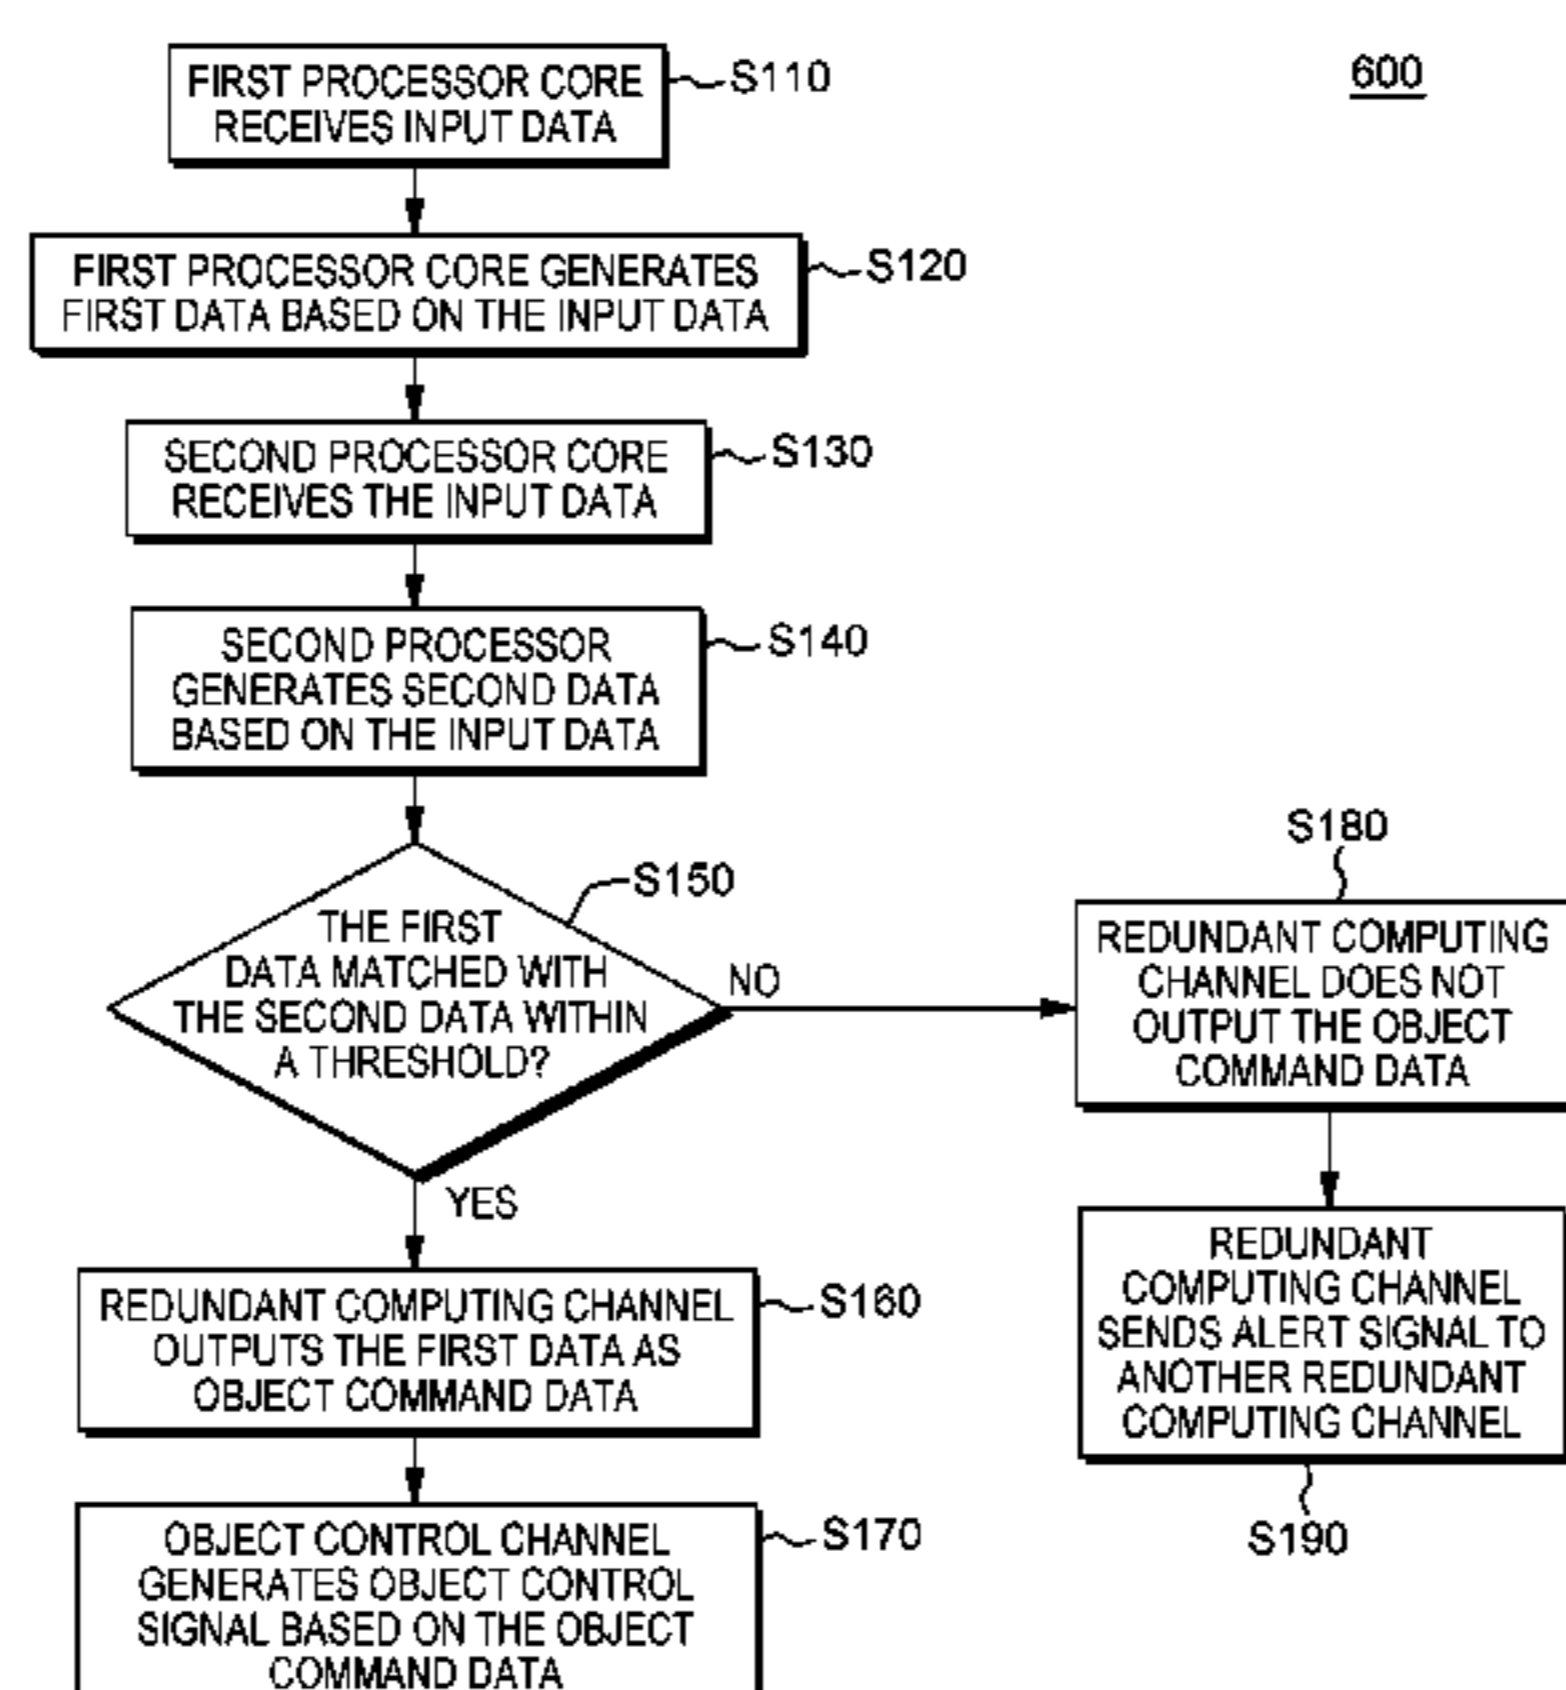 600
FIRST PROCESSOR CORE
RECEIVES INPUT DATA
S110
FIRST PROCESSOR CORE GENERATES
FIRST DATA BASED ON THE INPUT DATA
S120
SECOND PROCESSOR CORE
RECEIVES THE INPUT DATA
S130
SECOND PROCESSOR
GENERATES SECOND DATA
BASED ON THE INPUT DATA
S140
THE FIRST
DATA MATCHED WITH
THE SECOND DATA WITHIN
A THRESHOLD?
S150
NO
YES
REDUNDANT COMPUTING CHANNEL
OUTPUTS THE FIRST DATA AS
OBJECT COMMAND DATA
S160
OBJECT CONTROL CHANNEL
GENERATES OBJECT CONTROL
SIGNAL BASED ON THE OBJECT
COMMAND DATA
S170
S180
REDUNDANT COMPUTING
CHANNEL DOES NOT
OUTPUT THE OBJECT
COMMAND DATA
REDUNDANT
COMPUTING CHANNEL
SENDS ALERT SIGNAL TO
ANOTHER REDUNDANT
COMPUTING CHANNEL
S190